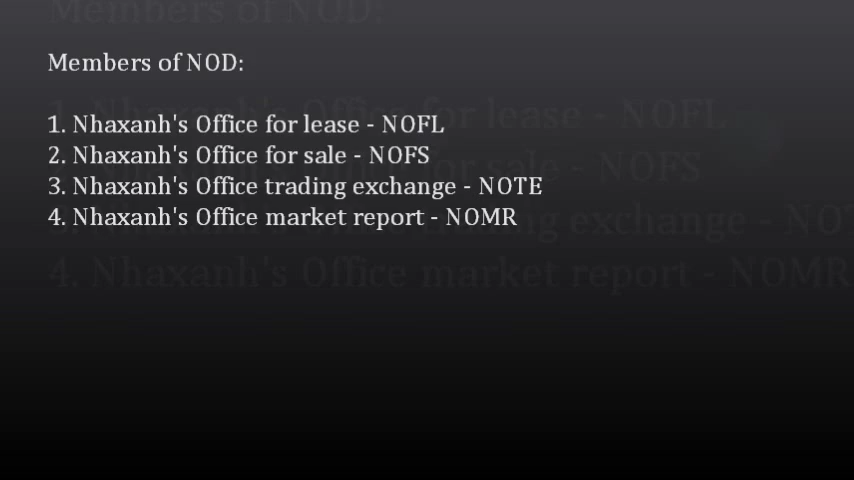 Members of NOD:
1. Nhaxanh's Office for lease - NOFL
2. Nhaxanh's Office for sale - NOFS
3. Nhaxanh's Office trading exchange - NOTE
4. Nhaxanh's Office market report - NOMR